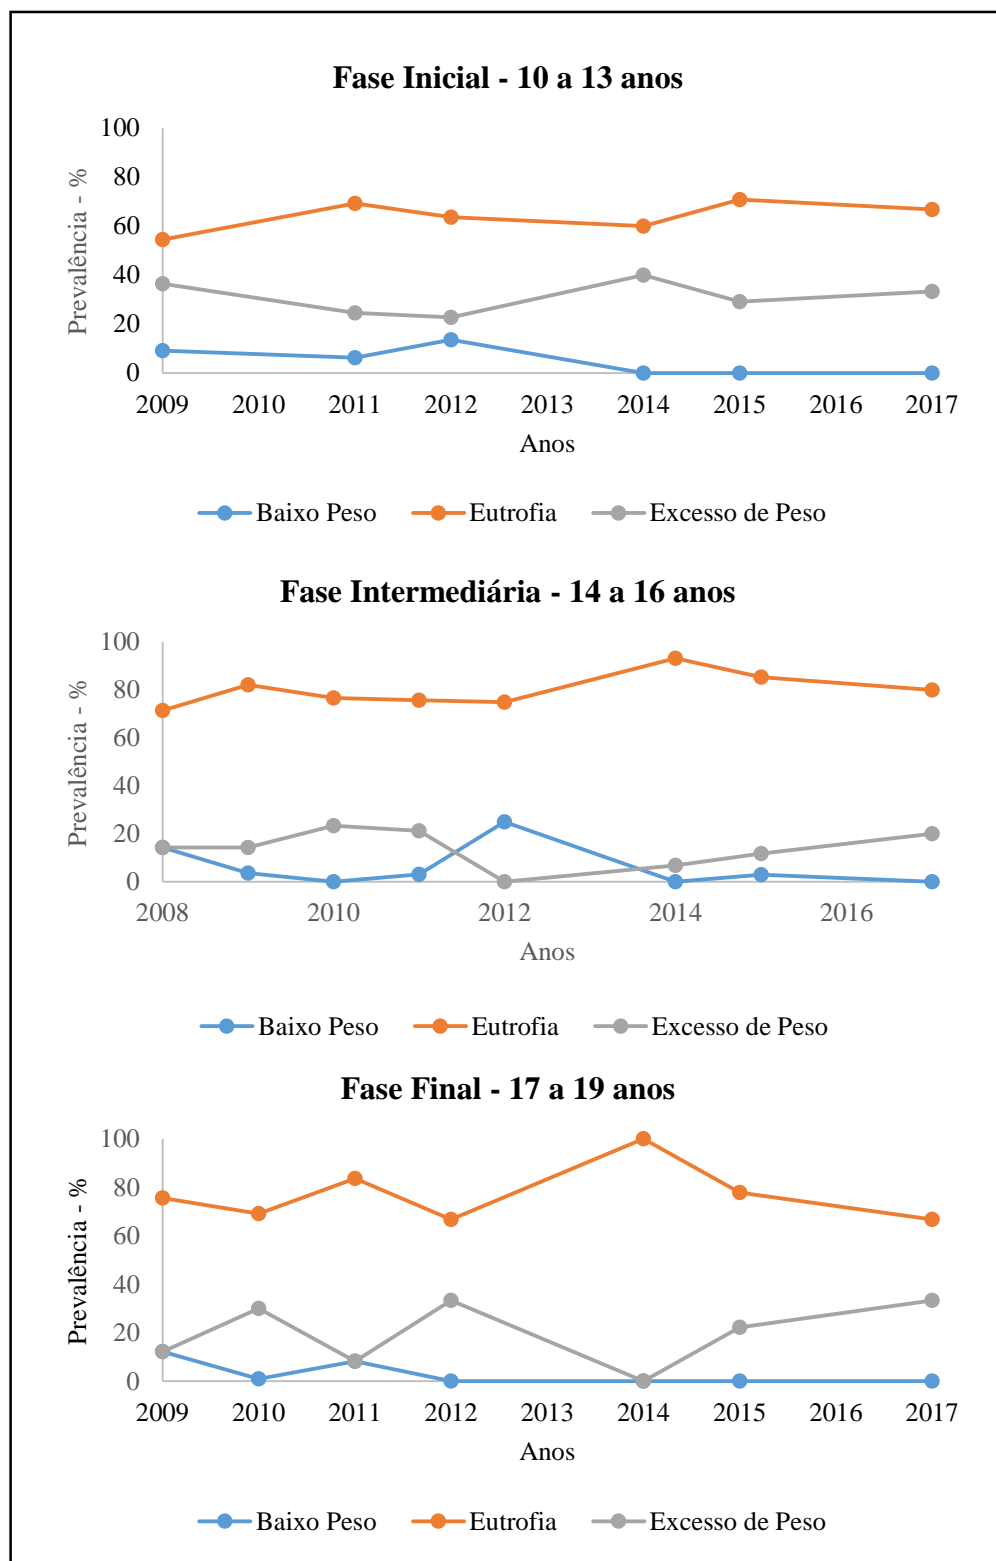 Fase Inicial - 10 a 13 anos
Prevalência - %
100
80
60
40
20
0
2009 2010 2011 2012 2013 2014 2015 2016 2017
Anos
Baixo Peso Eutrofia Excesso de Peso
Fase Intermediária - 14 a 16 anos
Prevalência - %
100
80
60
40
20
0
2008 2010 2012 2014 2016
Anos
Baixo Peso Eutrofia Excesso de Peso
Fase Final - 17 a 19 anos
Prevalência - %
100
80
60
40
20
0
2009 2010 2011 2012 2013 2014 2015 2016 2017
Anos
Baixo Peso Eutrofia Excesso de Peso